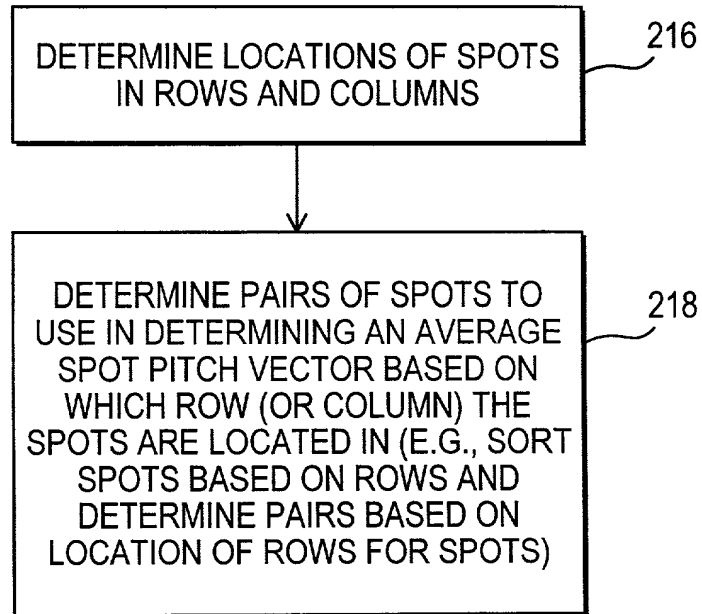 DETERMINE LOCATIONS OF SPOTS
IN ROWS AND COLUMNS
216
DETERMINE PAIRS OF SPOTS TO
USE IN DETERMINING AN AVERAGE
SPOT PITCH VECTOR BASED ON
WHICH ROW (OR COLUMN) THE
SPOTS ARE LOCATED IN (E.G., SORT
SPOTS BASED ON ROWS AND
DETERMINE PAIRS BASED ON
LOCATION OF ROWS FOR SPOTS)
218